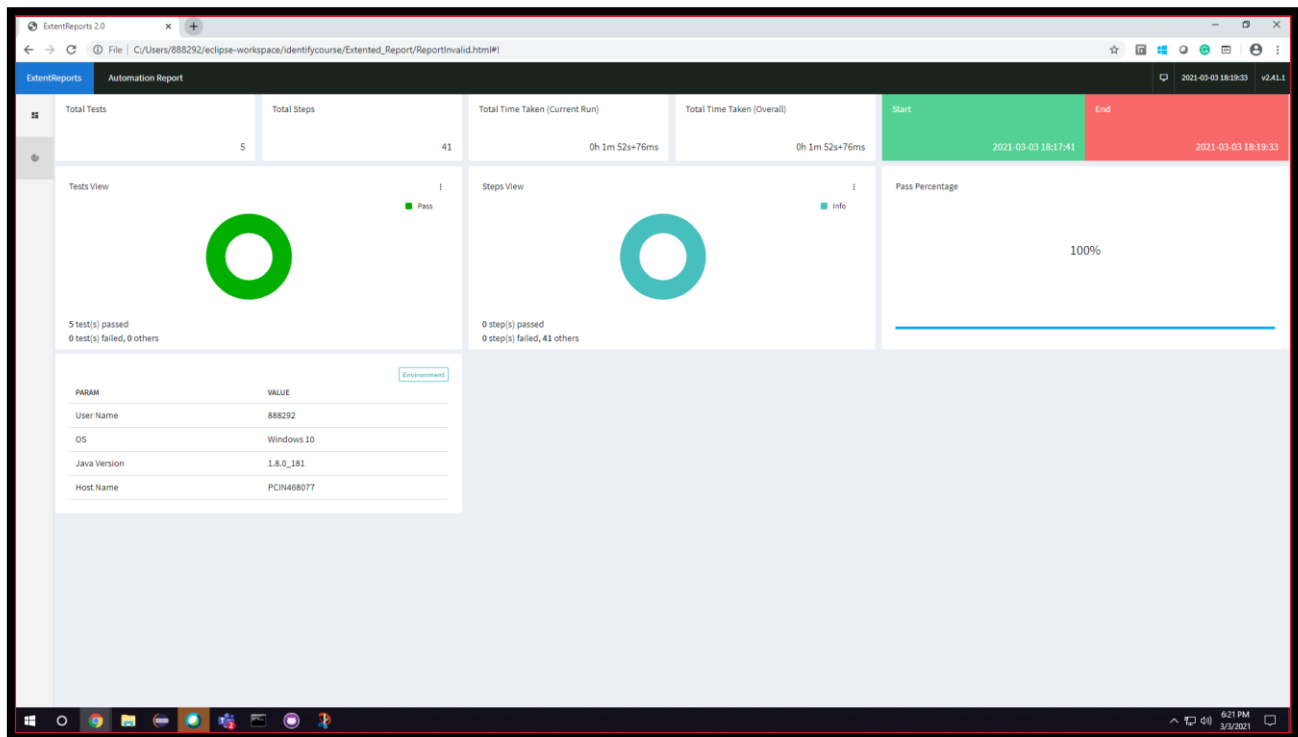 ExtentReports 2.0
File | C:/Users/888292/eclipse-workspace/identifycourse/Extented_Report/ReportInvalid.html#!
ExtentReports Automation Report 2021-03-03 18:19:33 v2.41.1
Total Tests
5
Total Steps
41
Total Time Taken (Current Run)
0h 1m 52s+76ms
Total Time Taken (Overall)
0h 1m 52s+76ms
Start
2021-03-03 18:17:41
End
2021-03-03 18:19:33
Tests View
Pass
5 test(s) passed
0 test(s) failed, 0 others
Steps View
Info
0 step(s) passed
0 step(s) failed, 41 others
Pass Percentage
100%
Environment
PARAM VALUE
User Name 888292
OS Windows 10
Java Version 1.8.0_181
Host Name PCIN468077
2
6:21 PM
3/3/2021